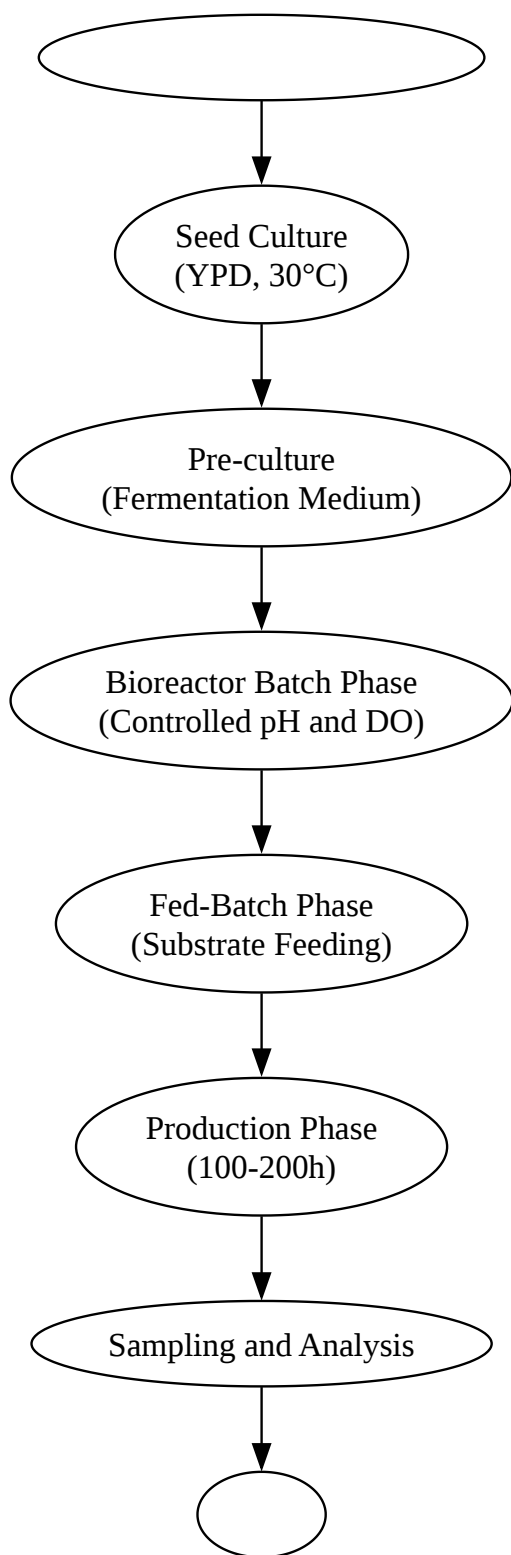 Seed Culture
(YPD, 30°C)
Pre-culture
(Fermentation Medium)
Bioreactor Batch Phase
(Controlled pH and DO)
Fed-Batch Phase
(Substrate Feeding)
Production Phase
(100-200h)
Sampling and Analysis